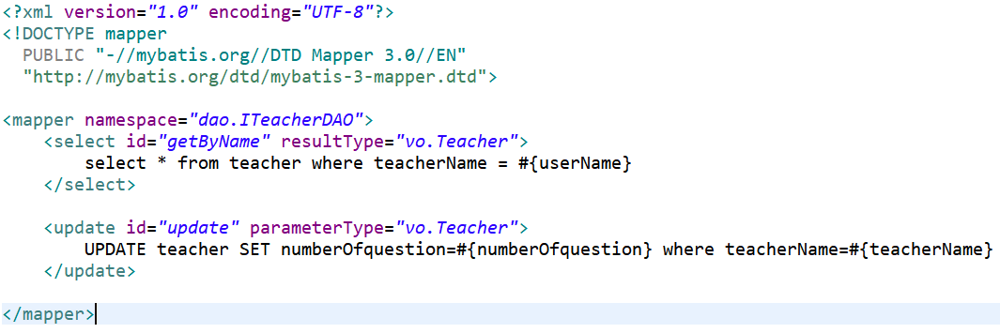 <?xml version="1.0" encoding="UTF-8"?>
<!DOCTYPE mapper
  PUBLIC "-//mybatis.org//DTD Mapper 3.0//EN"
  "http://mybatis.org/dtd/mybatis-3-mapper.dtd">
<mapper namespace="dao.ITeacherDAO">
    <select id="getByName" resultType="vo.Teacher">
        select * from teacher where teacherName = #{userName}
    </select>
    <update id="update" parameterType="vo.Teacher">
        UPDATE teacher SET numberOfquestion=#{numberOfquestion} where teacherName=#{teacherName}
    </update>
</mapper>